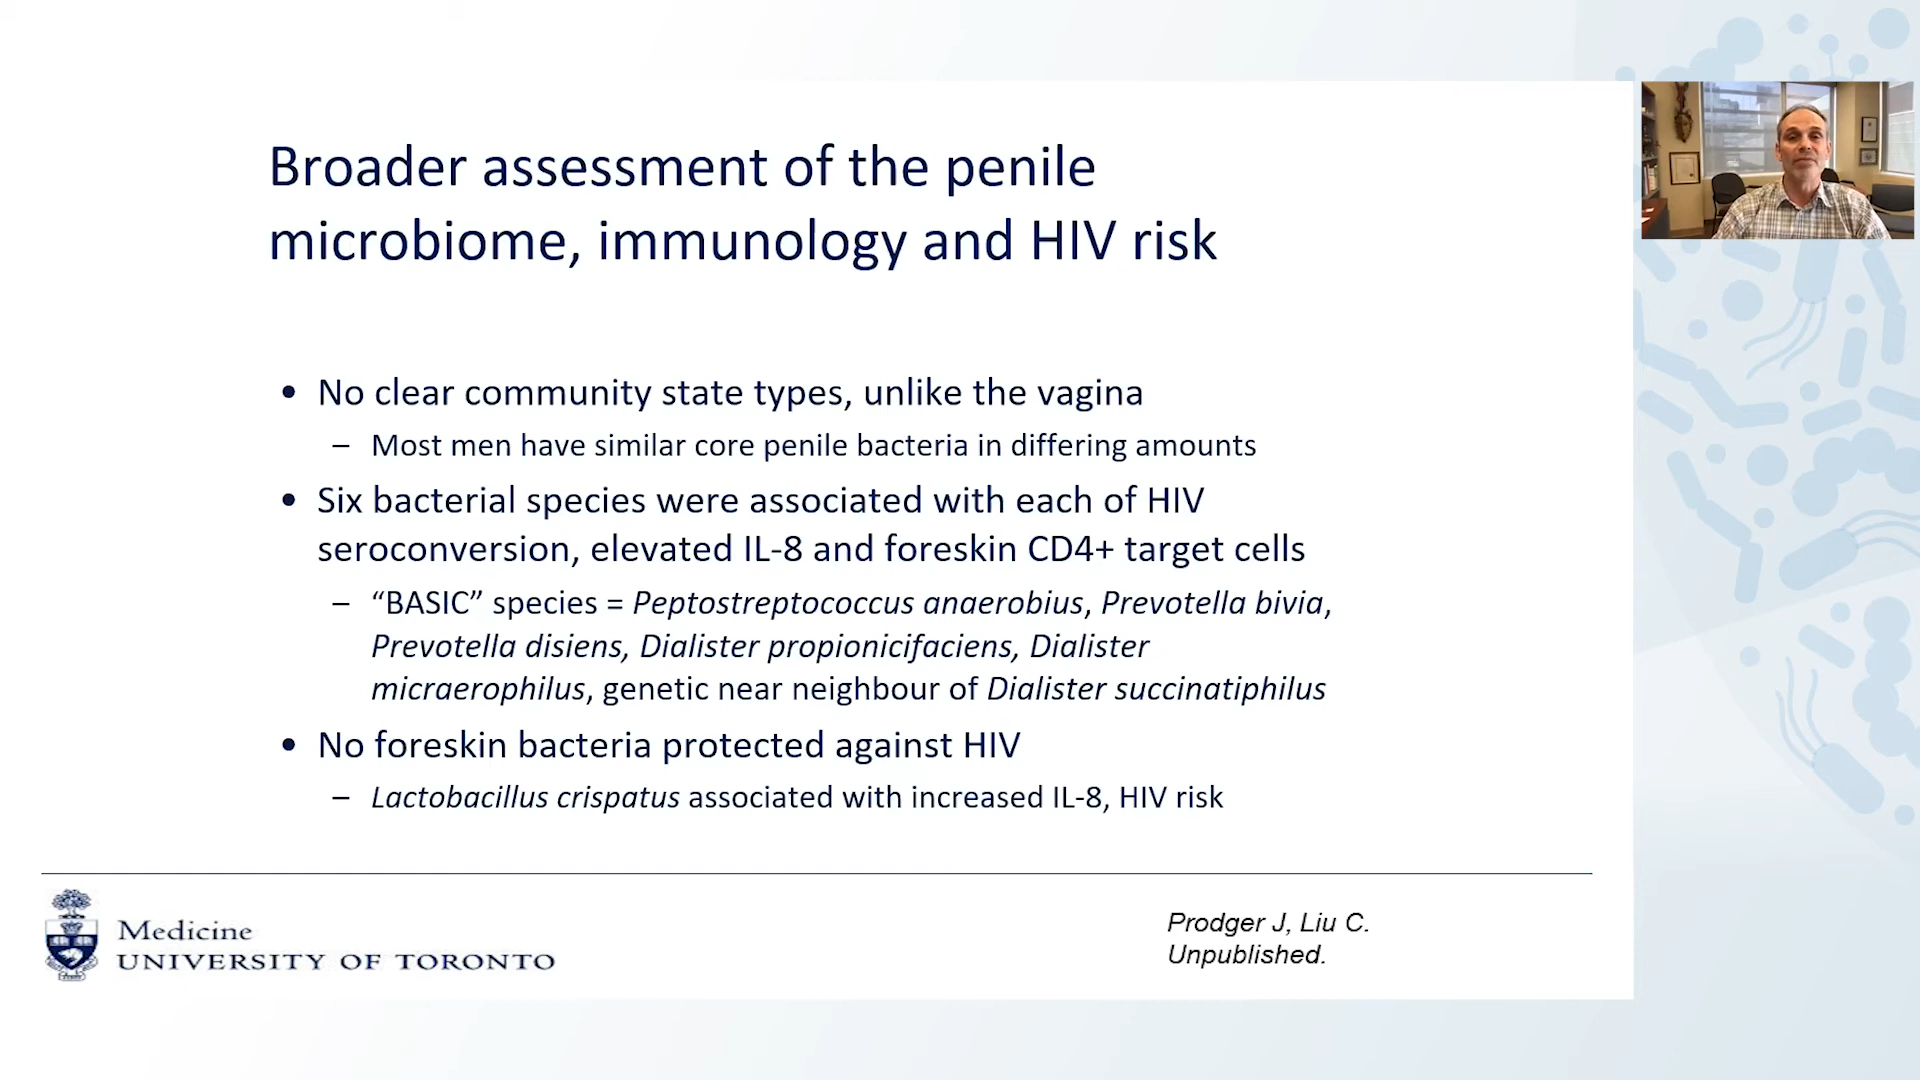 Broader assessment of the penile
microbiome, immunology and HIV risk
• No clear community state types, unlike the vagina
– Most men have similar core penile bacteria in differing amounts
• Six bacterial species were associated with each of HIV
seroconversion, elevated IL-8 and foreskin CD4+ target cells
– “BASIC” species = Peptostreptococcus anaerobius, Prevotella bivia,
Prevotella disiens, Dialister propionicifaciens, Dialister
micraerophilus, genetic near neighbour of Dialister succinatiphilus
• No foreskin bacteria protected against HIV
– Lactobacillus crispatus associated with increased IL-8, HIV risk
Medicine
UNIVERSITY OF TORONTO
Prodger J, Liu C.
Unpublished.